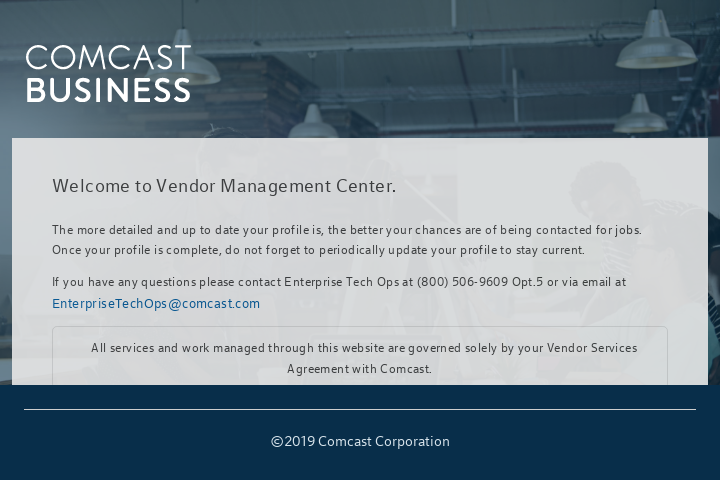 COMCAST
BUSINESS
Welcome to Vendor Management Center.
The more detailed and up to date your profile is, the better your chances are of being contacted for jobs.
Once your profile is complete, do not forget to periodically update your profile to stay current.
If you have any questions please contact Enterprise Tech Ops at (800) 506-9609 Opt.5 or via email at
EnterpriseTechOps@comcast.com
All services and work managed through this website are governed solely by your Vendor Services
Agreement with Comcast.
©2019 Comcast Corporation